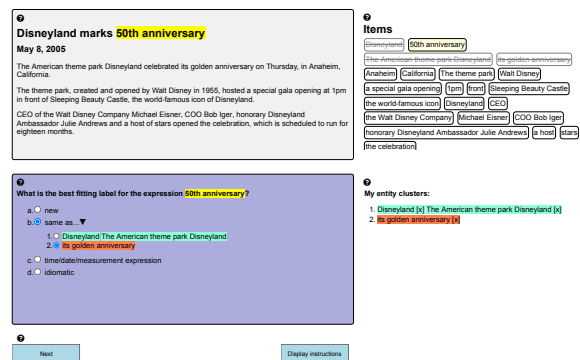 Disneyland marks 50th anniversary
May 8, 2005
The American theme park Disneyland celebrated its golden anniversary on Thursday, in Anaheim,
California.
The theme park, created and opened by Walt Disney in 1955, hosted a special gala opening at 1pm
in front of Sleeping Beauty Castle, the world-famous icon of Disneyland.
CEO of the Walt Disney Company Michael Eisner, COO Bob Iger, honorary Disneyland
Ambassador Julie Andrews and a host of stars opened the celebration, which is scheduled to run for
eighteen months.
Items
Disneyland 50th anniversary
The American theme park Disneyland its golden anniversary
Anaheim California The theme park Walt Disney
a special gala opening 1pm front Sleeping Beauty Castle
the world-famous icon Disneyland CEO
the Walt Disney Company Michael Eisner COO Bob Iger
honorary Disneyland Ambassador Julie Andrews a host stars
the celebration
What is the best fitting label for the expression 50th anniversary?
a. new
b. same as...▼
1. Disneyland The American theme park Disneyland
2. its golden anniversary
c. time/date/measurement expression
d. idiomatic
My entity clusters:
1. Disneyland [x] The American theme park Disneyland [x]
2. its golden anniversary [x]
Next
Display instructions